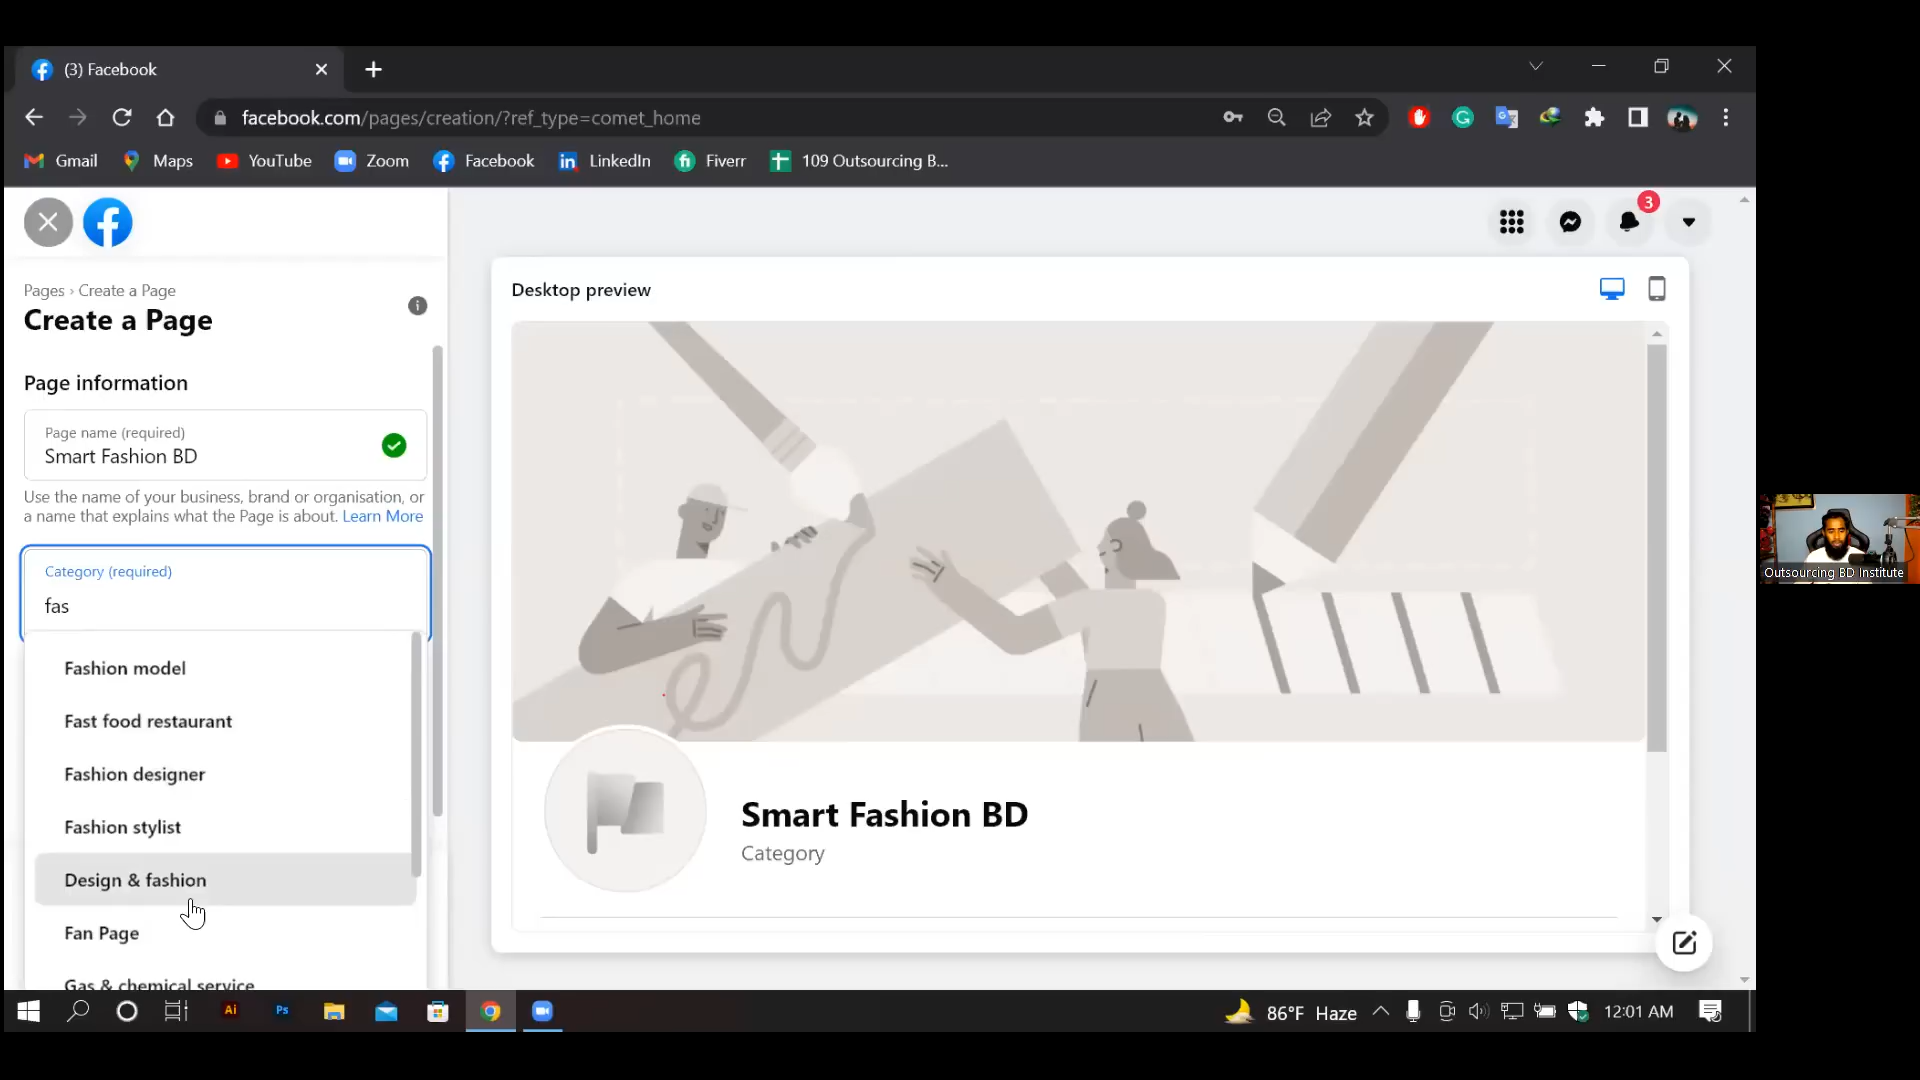 (3) Facebook
facebook.com/pages/creation/?ref_type=comet_home
Gmail
Maps
YouTube
Zoom
Facebook
LinkedIn
Fiverr
109 Outsourcing B...
3
Pages › Create a Page
Create a Page
Page information
Page name (required)
Smart Fashion BD
Use the name of your business, brand or organisation, or
a name that explains what the Page is about. Learn More
Category (required)
fas
Fashion model
Fast food restaurant
Fashion designer
Fashion stylist
Design & fashion
Fan Page
Gas & chemical service
Desktop preview
Smart Fashion BD
Category
Outsourcing BD Institute
Ai
Ps
86°F Haze
12:01 AM